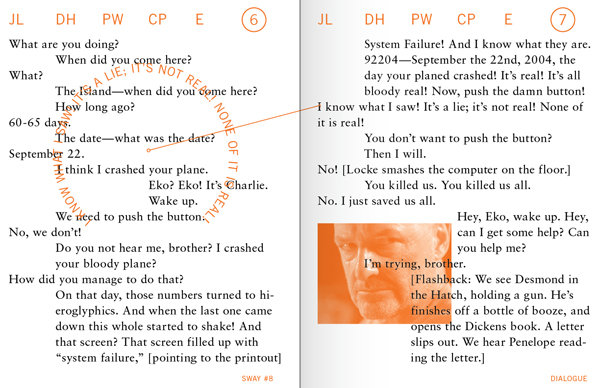 JL DH PW CP E 6
What are you doing?
When did you come here?
What?
The Island—when did you come here?
How long ago?
60-65 days.
The date—what was the date?
September 22.
I think I crashed your plane.
Eko? Eko! It's Charlie.
Wake up.
We need to push the button.
No, we don't!
Do you not hear me, brother? I crashed
your bloody plane?
How did you manage to do that?
On that day, those numbers turned to hi-
eroglyphics. And when the last one came
down this whole started to shake! And
that screen? That screen filled up with
“system failure,” [pointing to the printout]
I KNOW WHAT I SAW! IT'S A LIE; IT'S NOT REAL! NONE OF IT IS REAL!
SWAY #8
JL DH PW CP E 7
System Failure! And I know what they are.
92204—September the 22nd, 2004, the
day your planed crashed! It's real! It's all
bloody real! Now, push the damn button!
I know what I saw! It's a lie; it's not real! None of
it is real!
You don't want to push the button?
Then I will.
No! [Locke smashes the computer on the floor.]
You killed us. You killed us all.
No. I just saved us all.
Hey, Eko, wake up. Hey,
can I get some help? Can
you help me?
I'm trying, brother.
[Flashback: We see Desmond in
the Hatch, holding a gun. He's
finishes off a bottle of booze, and
opens the Dickens book. A letter
slips out. We hear Penelope read-
ing the letter.]
DIALOGUE